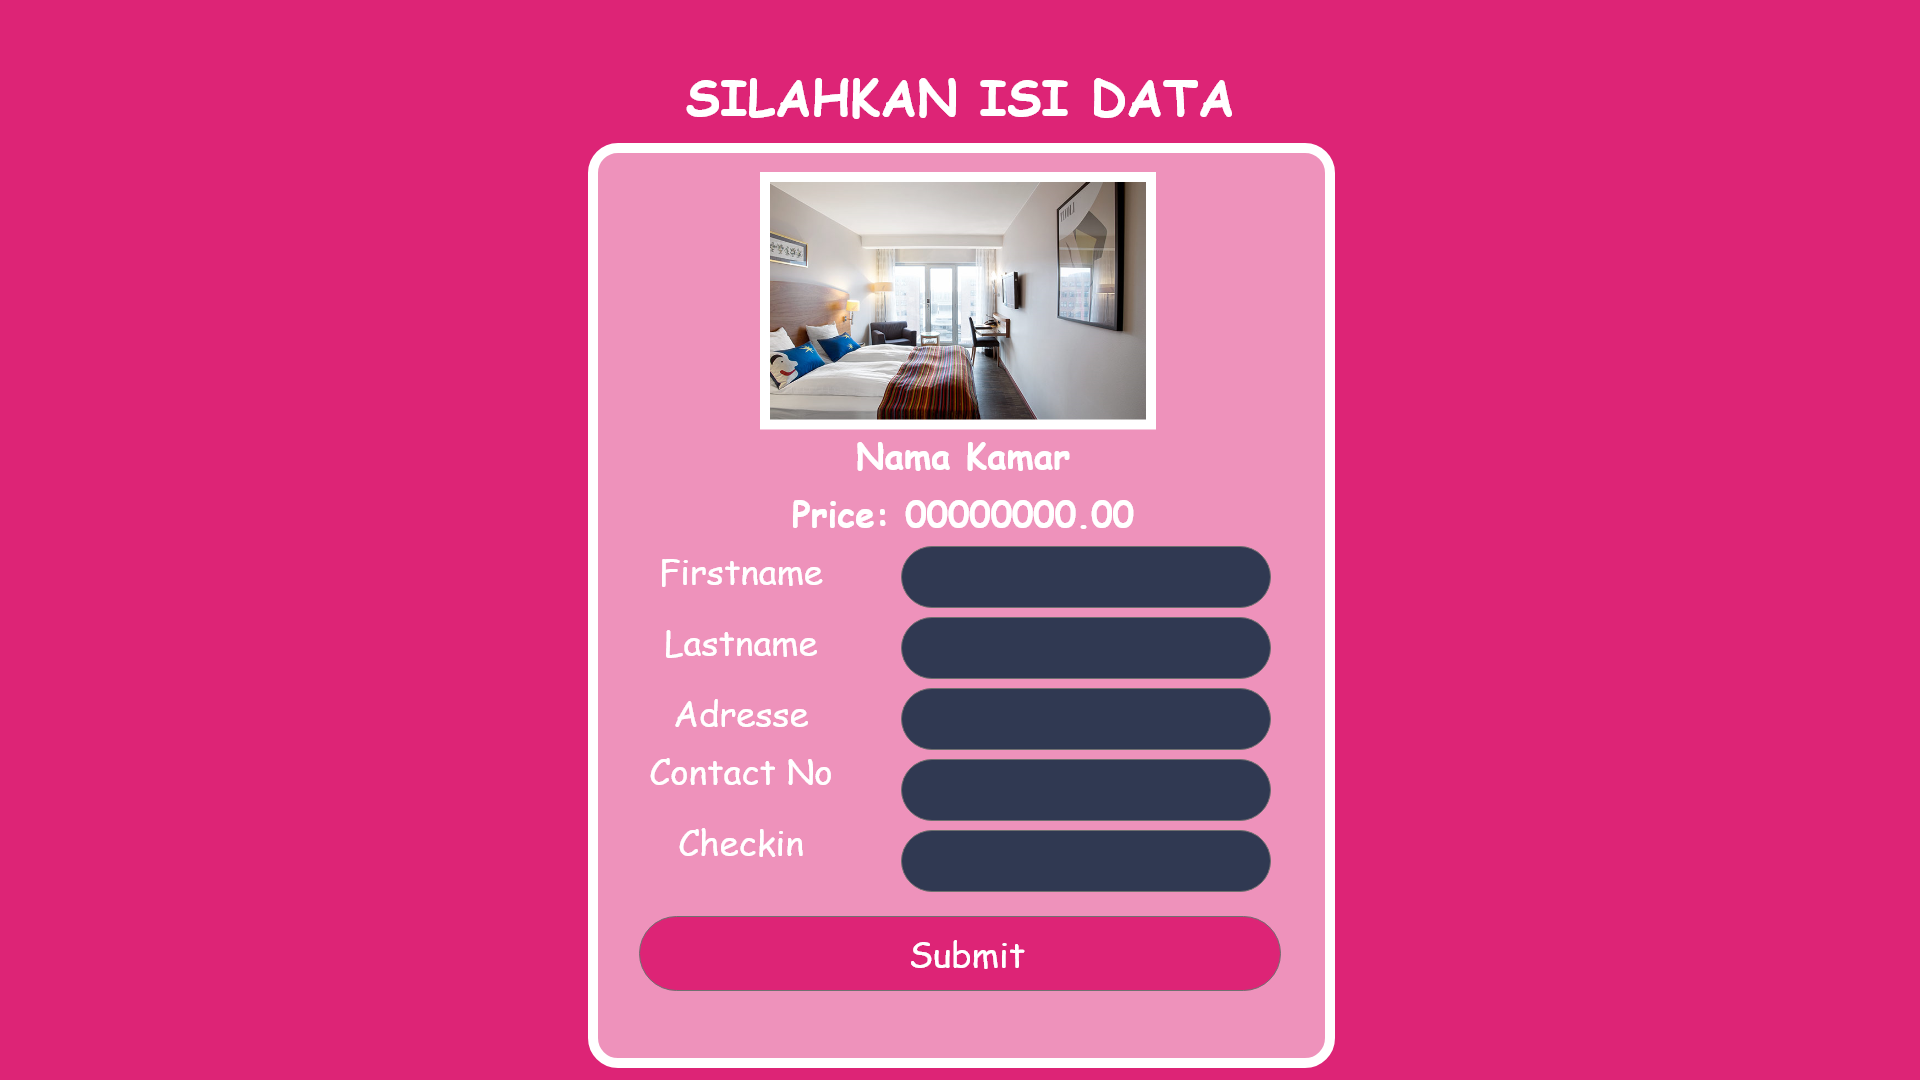 SILAHKAN ISI DATA
Nama Kamar
Price: 00000000.00
Firstname
Lastname
Adresse
Contact No
Checkin
Submit